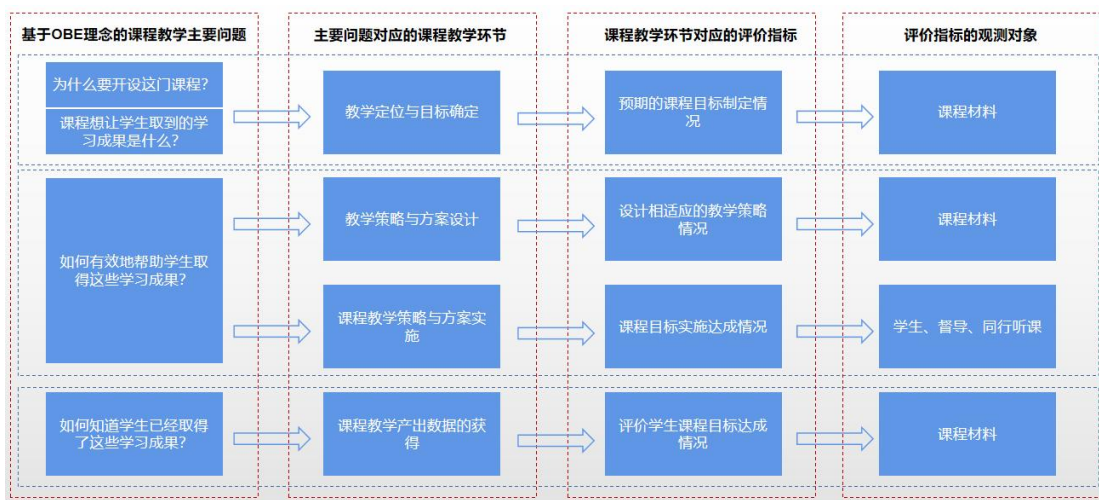 基于OBE理念的课程教学主要问题
主要问题对应的课程教学环节
课程教学环节对应的评价指标
评价指标的观测对象
为什么要开设这门课程？
课程想让学生取到的学
习成果是什么？
教学定位与目标确定
预期的课程目标制定情
况
课程材料
如何有效地帮助学生取
得这些学习成果？
教学策略与方案设计
设计相适应的教学策略
情况
课程材料
课程教学策略与方案实
施
课程目标实施达成情况
学生、督导、同行听课
如何知道学生已经取得
了这些学习成果？
课程教学产出数据的获
得
评价学生课程目标达成
情况
课程材料